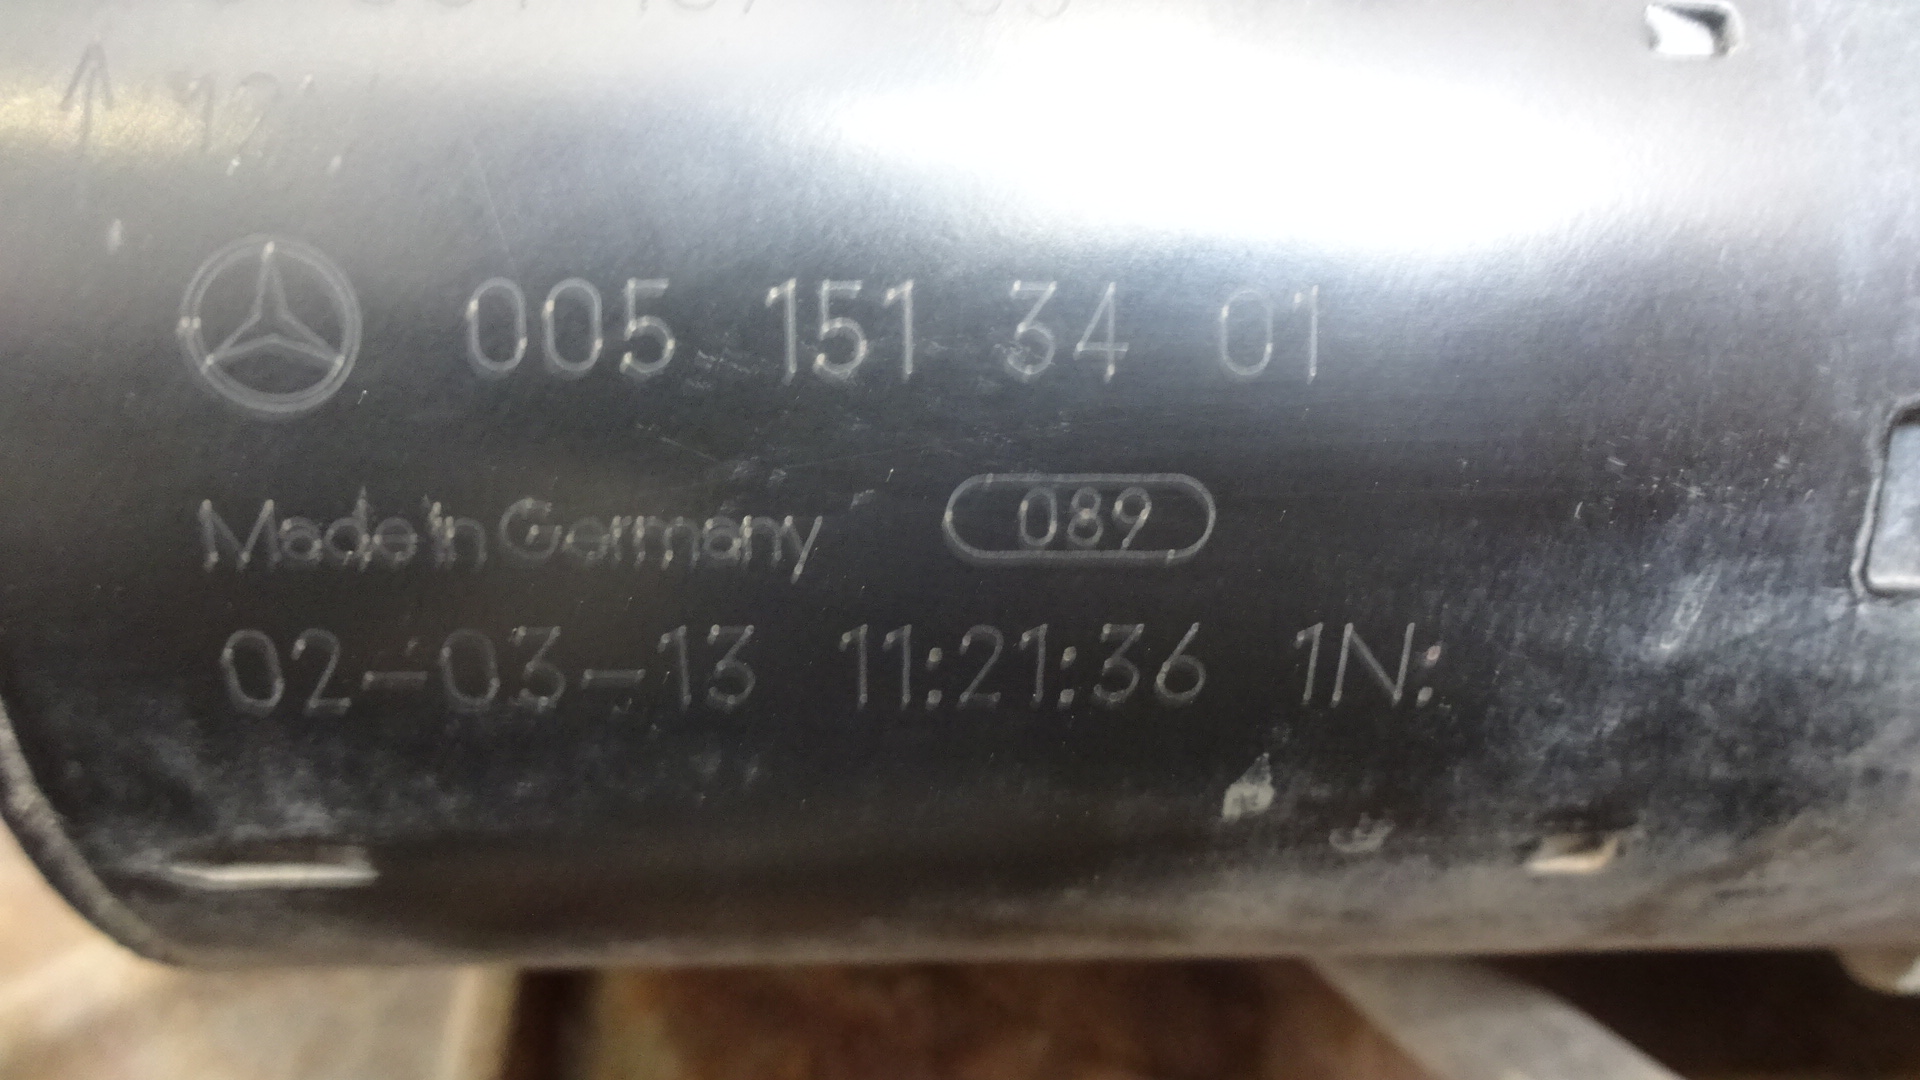 005 151 34 01
Made in Germany 089
02-03-13 11:21:36 1N: